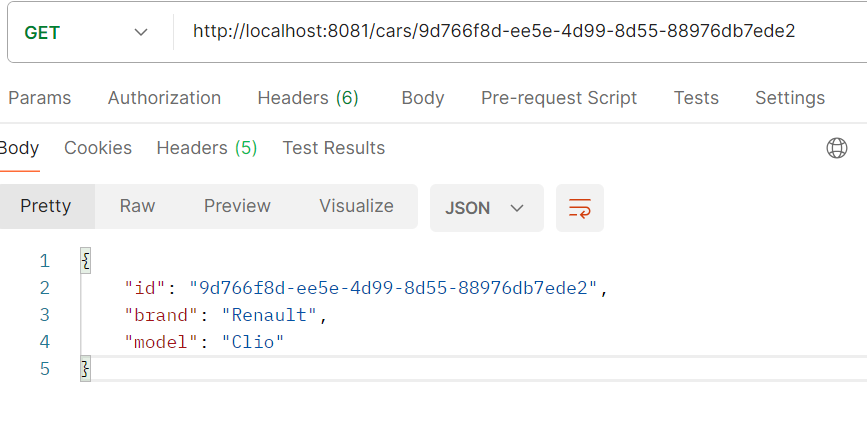 GET http://localhost:8081/cars/9d766f8d-ee5e-4d99-8d55-88976db7ede2
Params Authorization Headers (6) Body Pre-request Script Tests Settings
Body Cookies Headers (5) Test Results
Pretty Raw Preview Visualize JSON
1 {
2 "id": "9d766f8d-ee5e-4d99-8d55-88976db7ede2",
3 "brand": "Renault",
4 "model": "Clio"
5 }